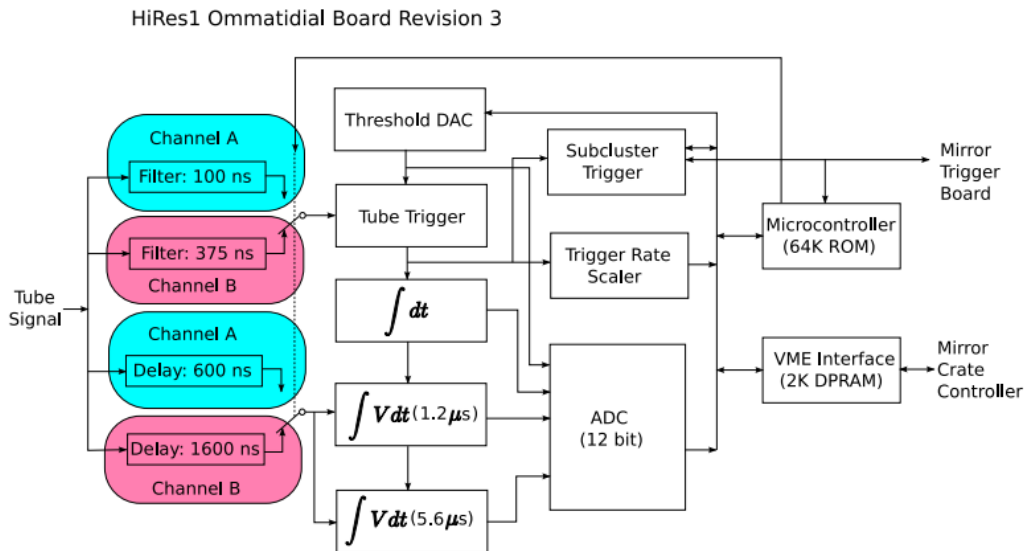 HiRes1 Ommatidial Board Revision 3
Channel A
Filter: 100 ns
Filter: 375 ns
Channel B
Tube
Signal
Channel A
Delay: 600 ns
Delay: 1600 ns
Channel B
Threshold DAC
Tube Trigger
∫ dt
∫ Vdt (1.2μs)
∫ Vdt (5.6μs)
Subcluster
Trigger
Trigger Rate
Scaler
ADC
(12 bit)
Microcontroller
(64K ROM)
VME Interface
(2K DPRAM)
Mirror
Trigger
Board
Mirror
Crate
Controller